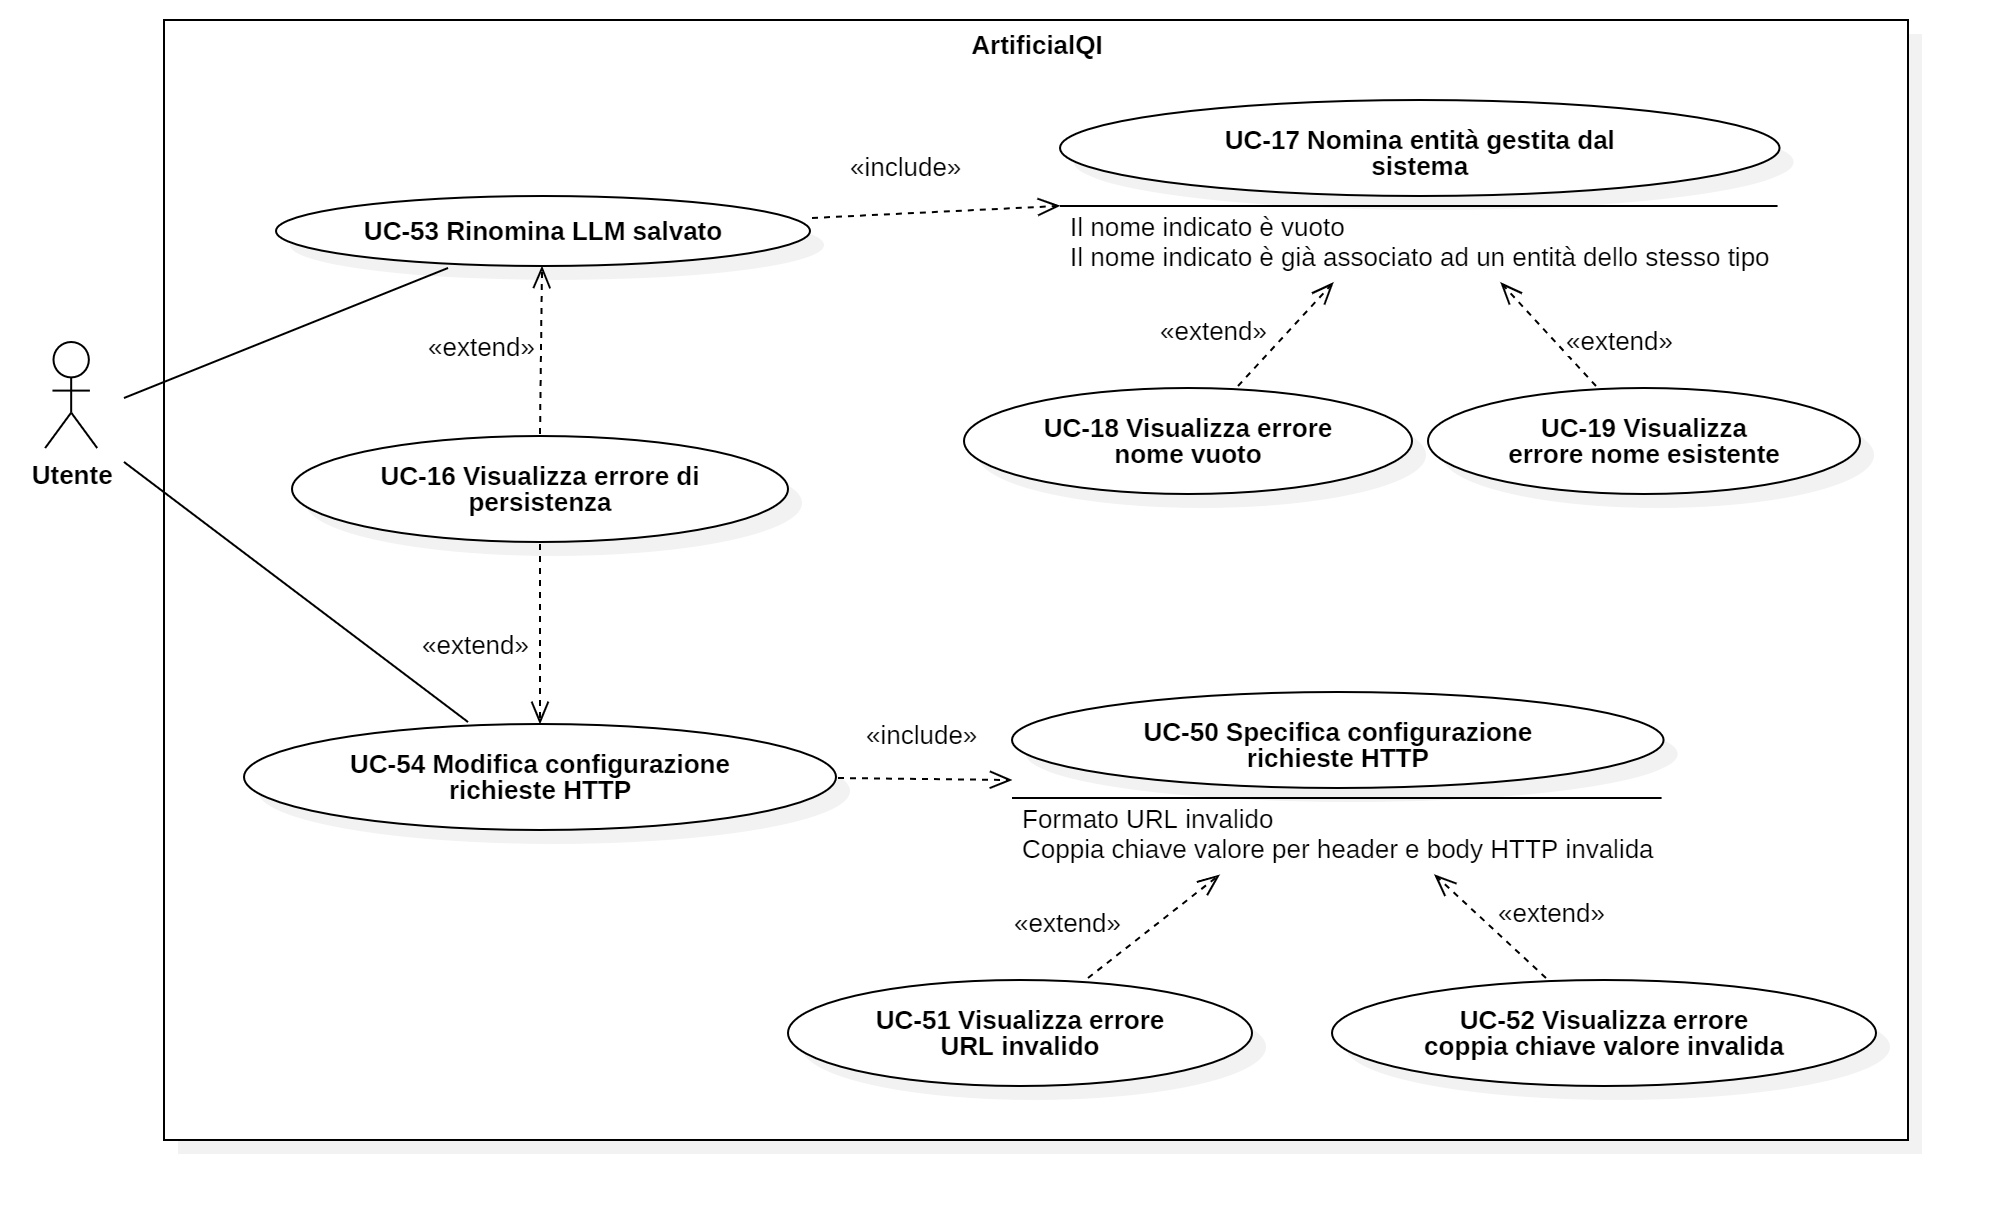 ArtificialQI
«include»
UC-17 Nomina entità gestita dal
sistema
UC-53 Rinomina LLM salvato
Il nome indicato è vuoto
Il nome indicato è già associato ad un entità dello stesso tipo
«extend»
«extend»
«extend»
Utente
UC-16 Visualizza errore di
persistenza
UC-18 Visualizza errore
nome vuoto
UC-19 Visualizza
errore nome esistente
«extend»
«include»
UC-54 Modifica configurazione
richieste HTTP
UC-50 Specifica configurazione
richieste HTTP
Formato URL invalido
Coppia chiave valore per header e body HTTP invalida
«extend»
«extend»
UC-51 Visualizza errore
URL invalido
UC-52 Visualizza errore
coppia chiave valore invalida